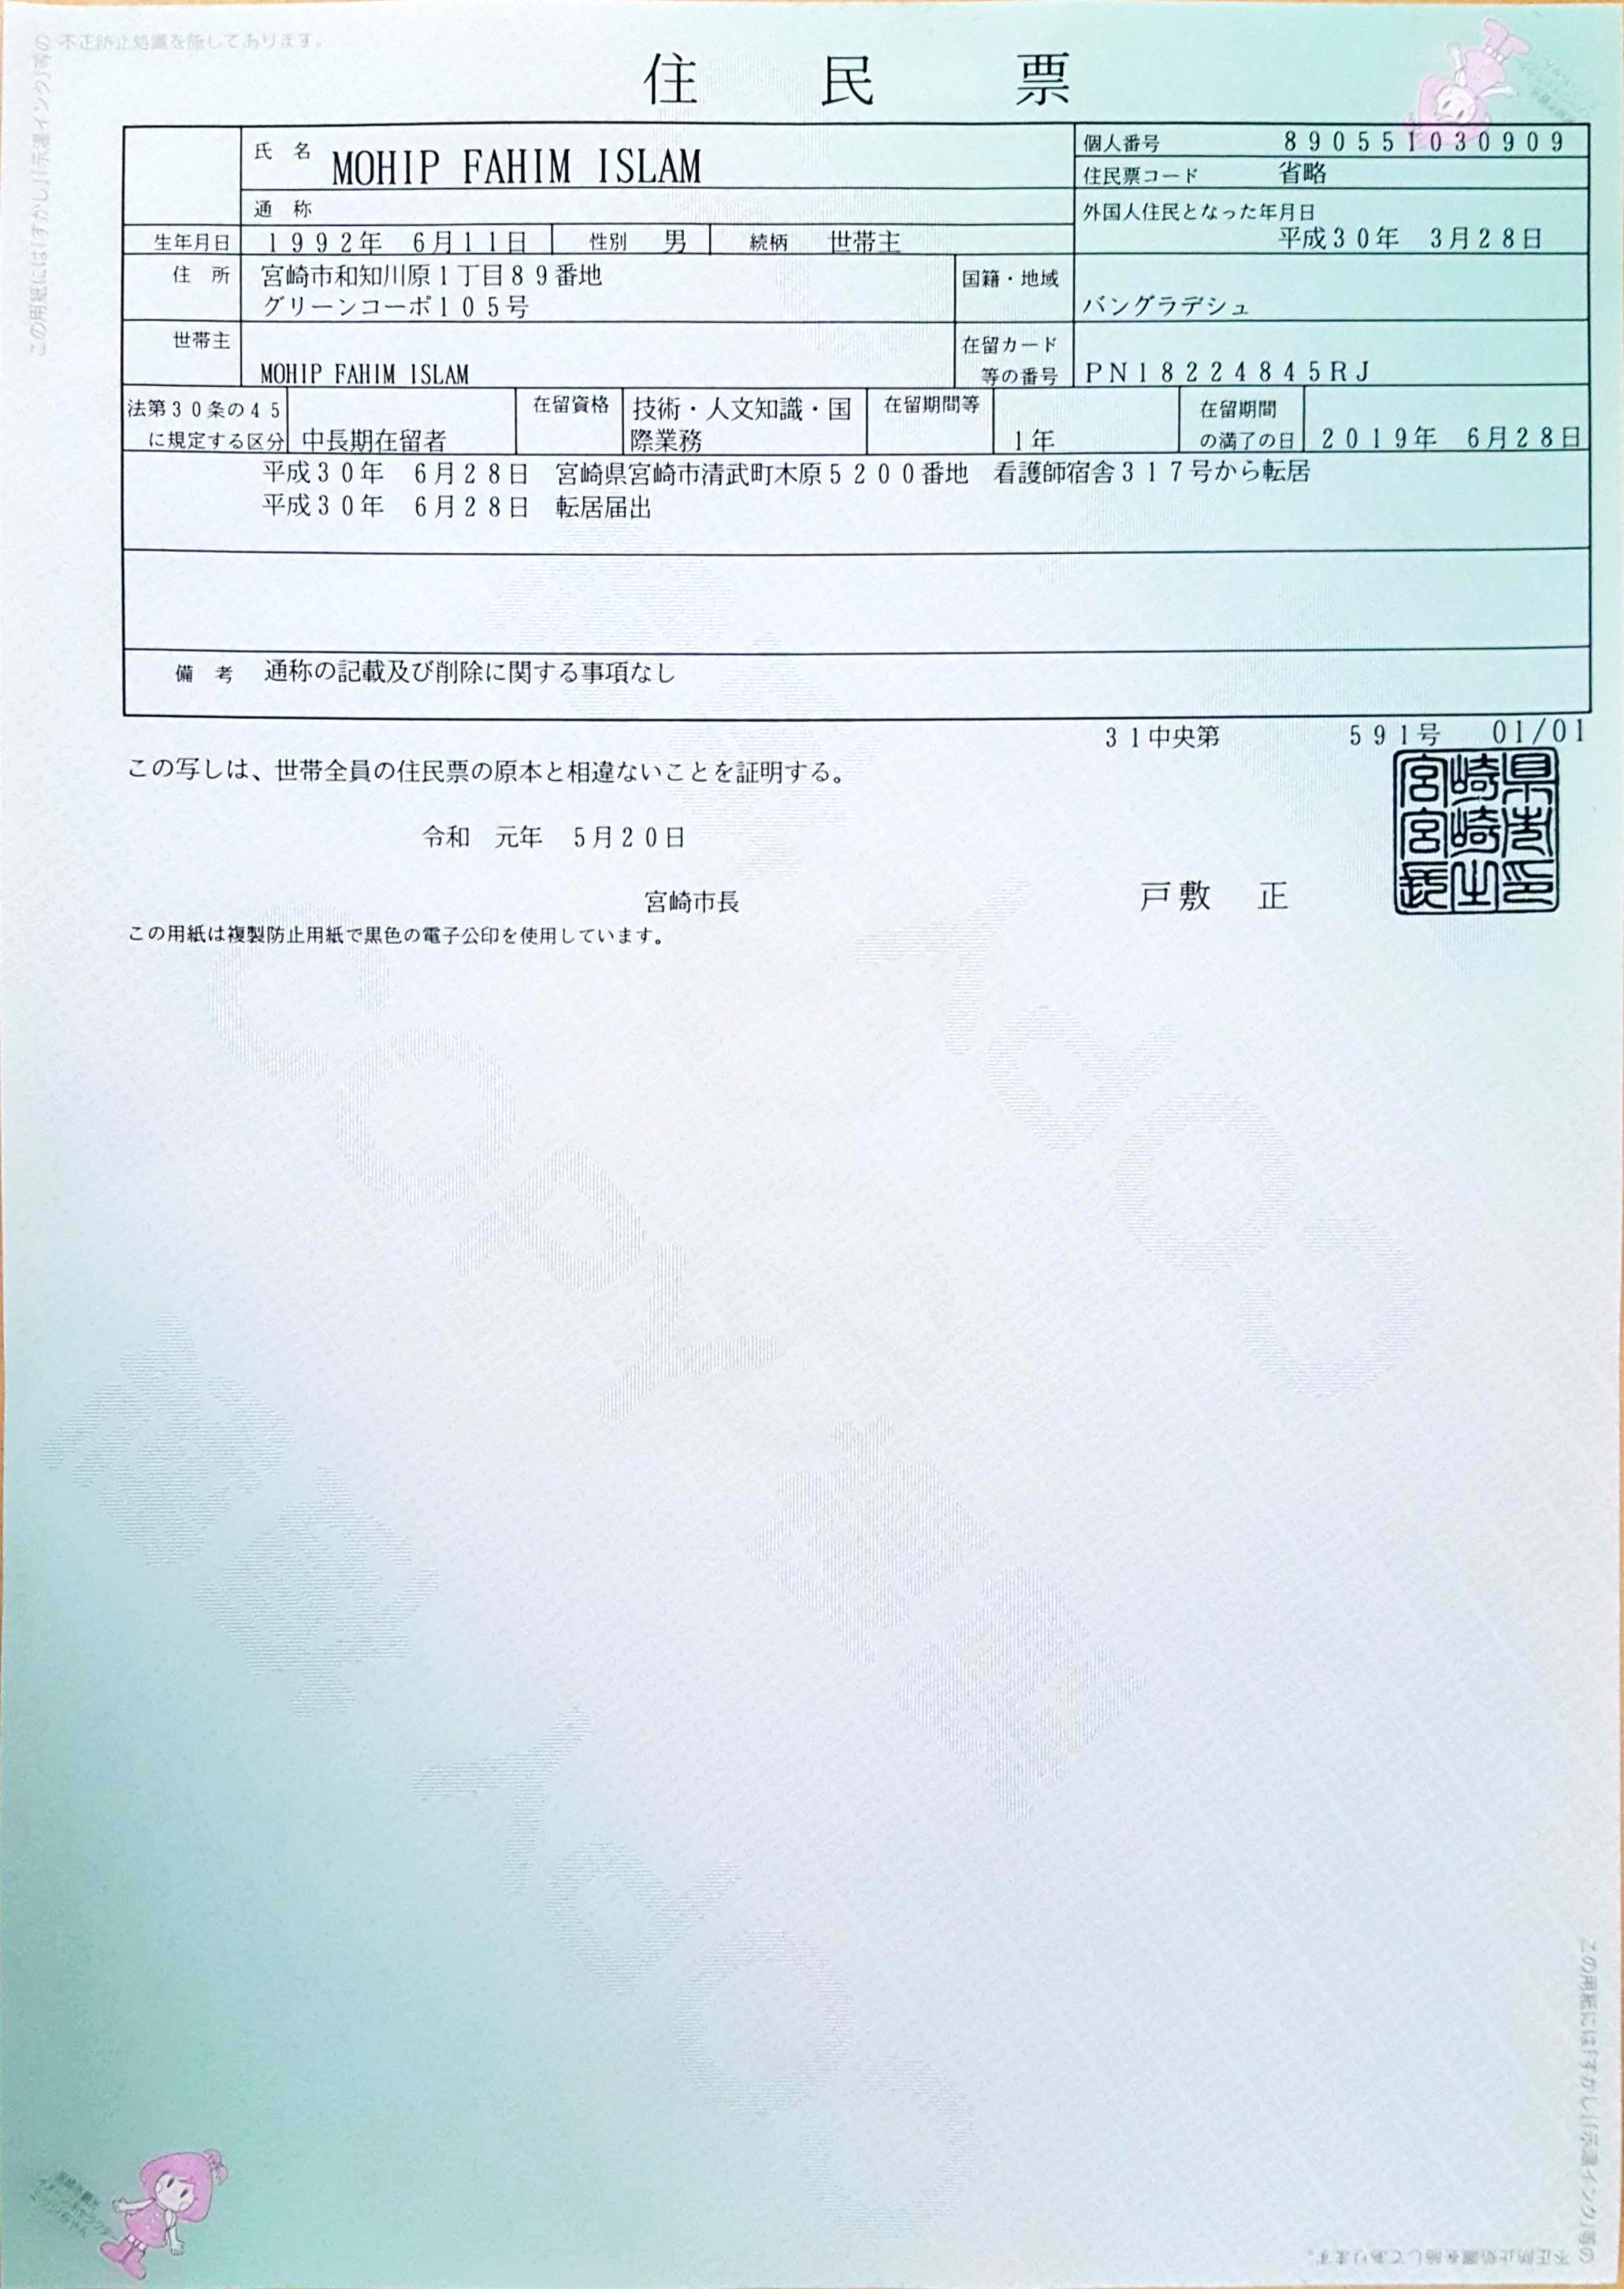 不正防止処置を施してあります。
この用紙には「すかし」「示温インク」等の
住民票
氏名 MOHIP FAHIM ISLAM
個人番号 890551030909
住民票コード 省略
通称
外国人住民となった年月日
平成30年 3月28日
生年月日 1992年 6月11日 性別 男 続柄 世帯主
住所 宮崎市和知川原1丁目89番地
グリーンコーポ105号
国籍・地域
バングラデシュ
世帯主
MOHIP FAHIM ISLAM
在留カード
等の番号 PN18224845RJ
法第30条の45
に規定する区分 中長期在留者
在留資格 技術・人文知識・国
際業務
在留期間等
1年
在留期間
の満了の日 2019年 6月28日
平成30年 6月28日 宮崎県宮崎市清武町木原5200番地 看護師宿舎317号から転居
平成30年 6月28日 転居届出
備考 通称の記載及び削除に関する事項なし
31中央第 591号 01/01
この写しは、世帯全員の住民票の原本と相違ないことを証明する。
令和 元年 5月20日
宮崎市長 戸敷 正
宮崎県
宮崎市
長之印
この用紙は複製防止用紙で黒色の電子公印を使用しています。
COPY
COPY
COPY
この用紙には「すかし」「示温インク」等の
不正防止処置を施してあります。